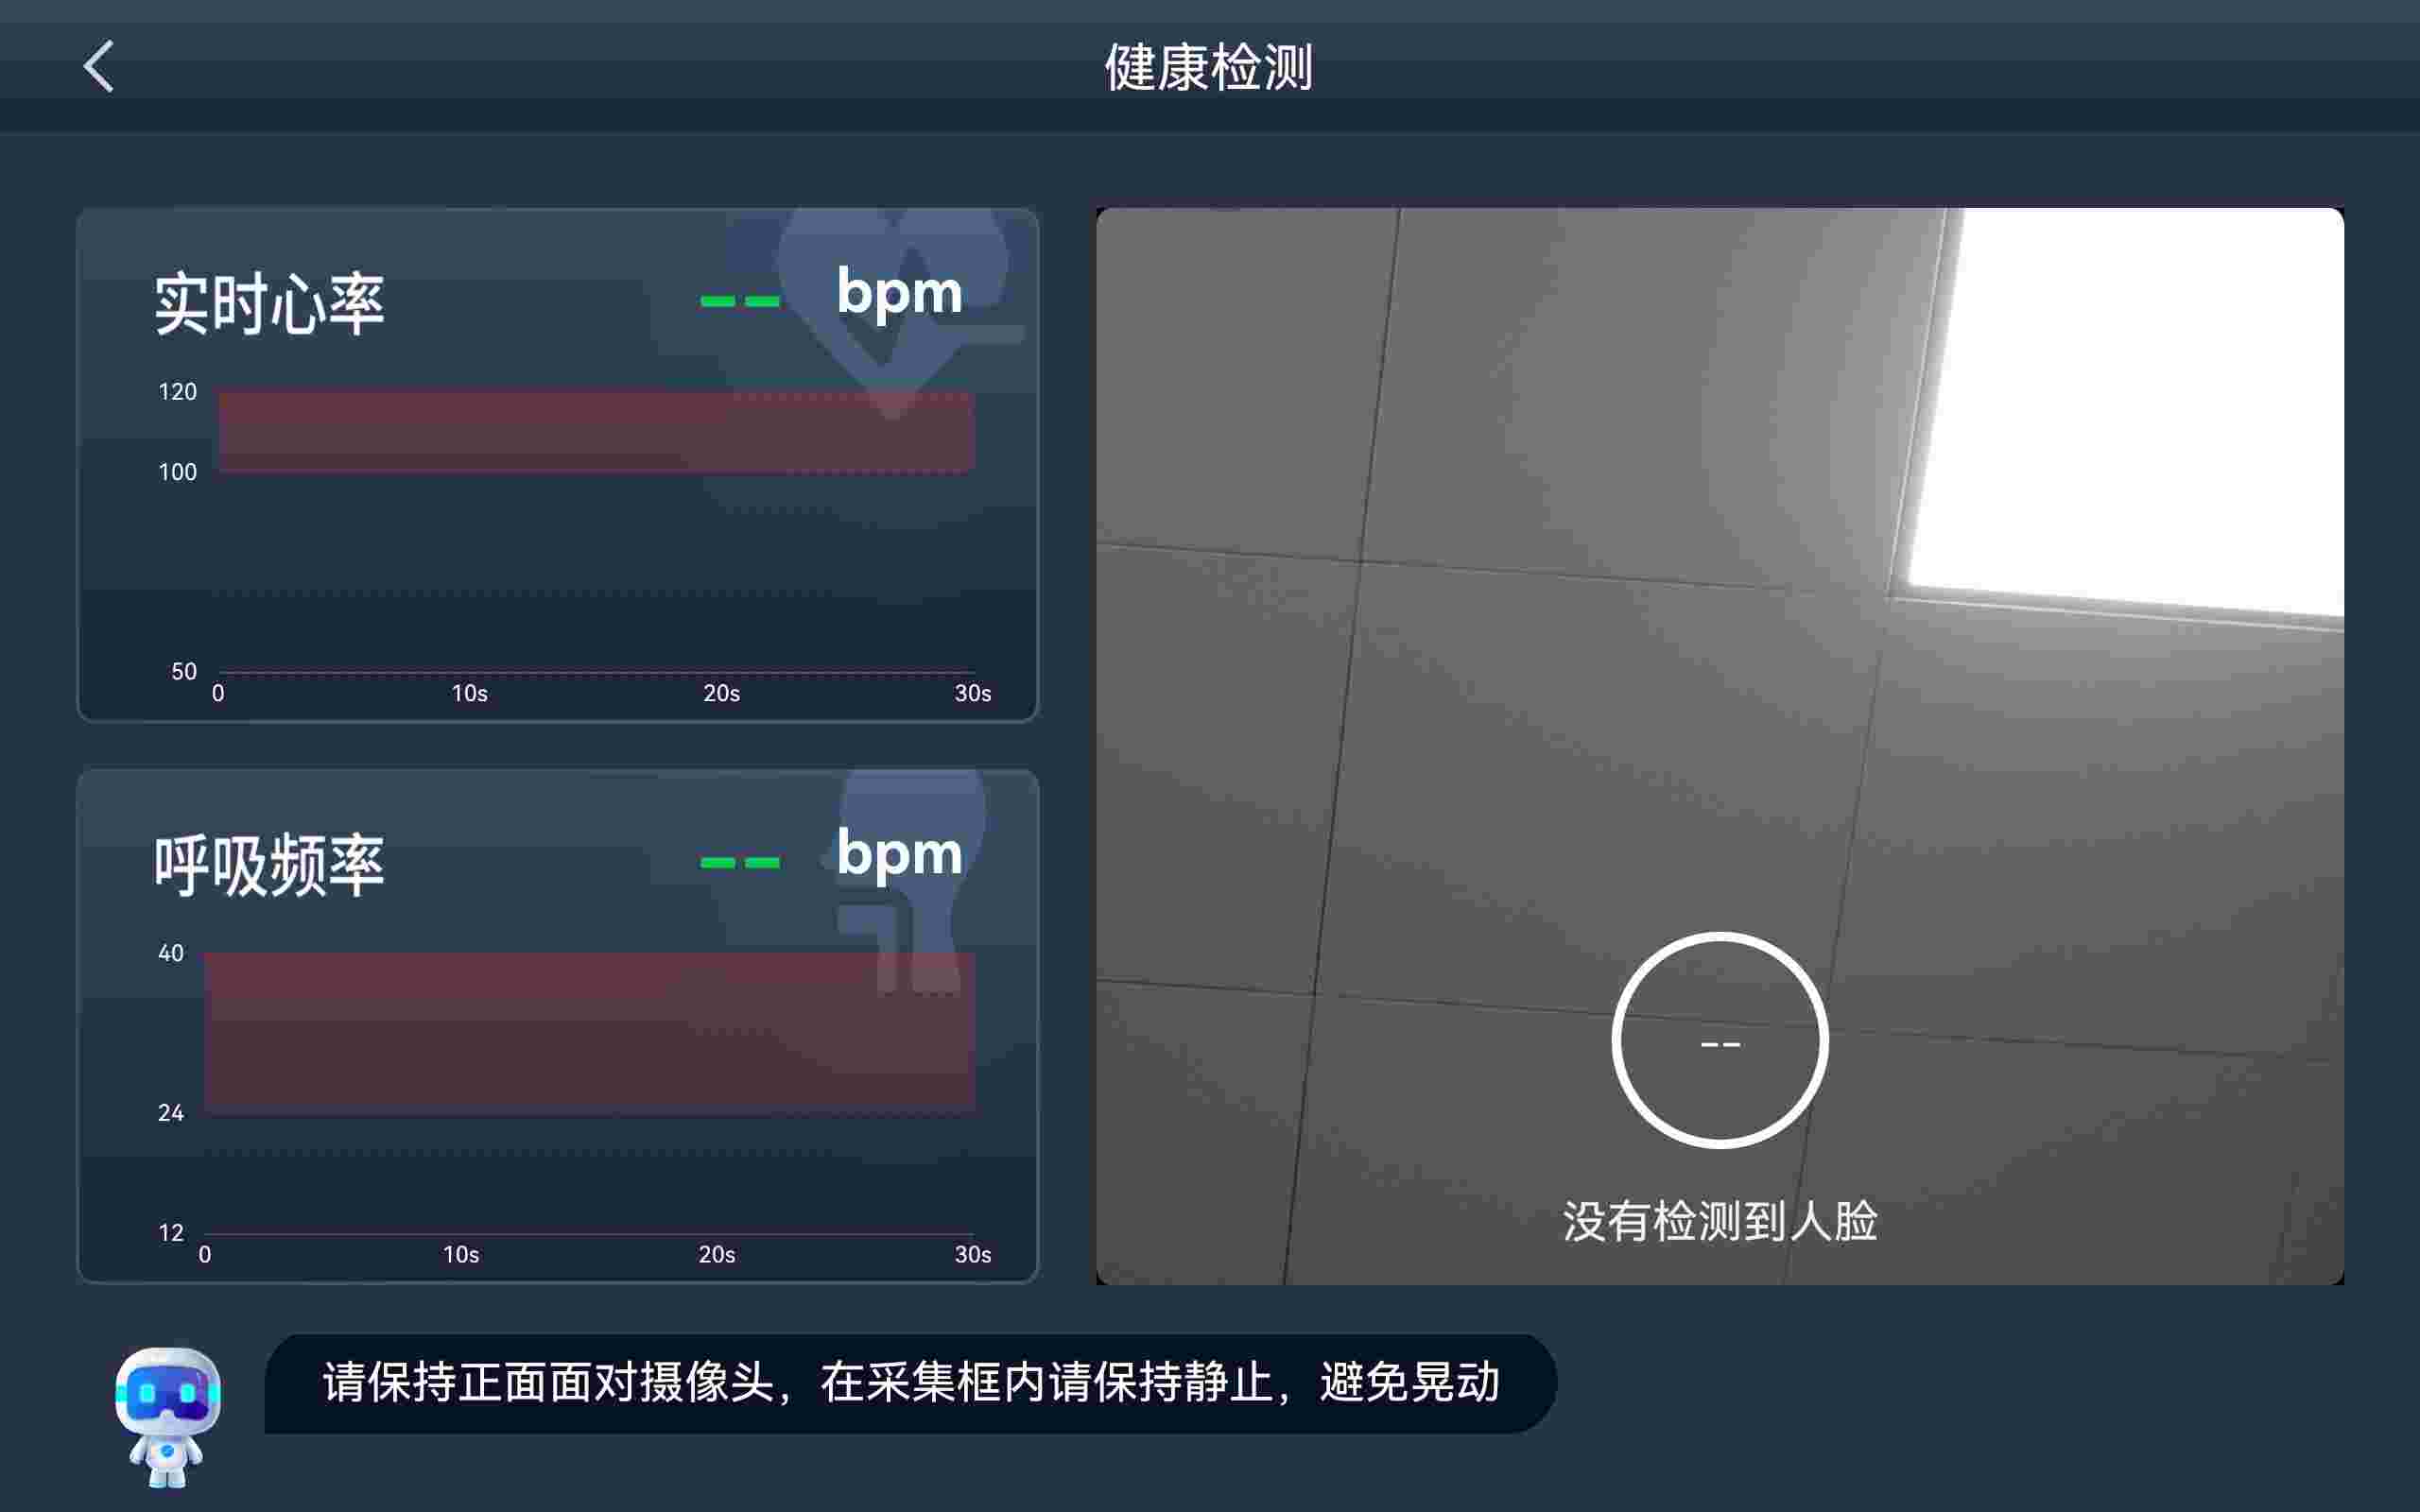 健康检测
实时心率
-- bpm
120
100
50
0 10s 20s 30s
呼吸频率
-- bpm
40
24
12
0 10s 20s 30s
--
没有检测到人脸
请保持正面面对摄像头，在采集框内请保持静止，避免晃动